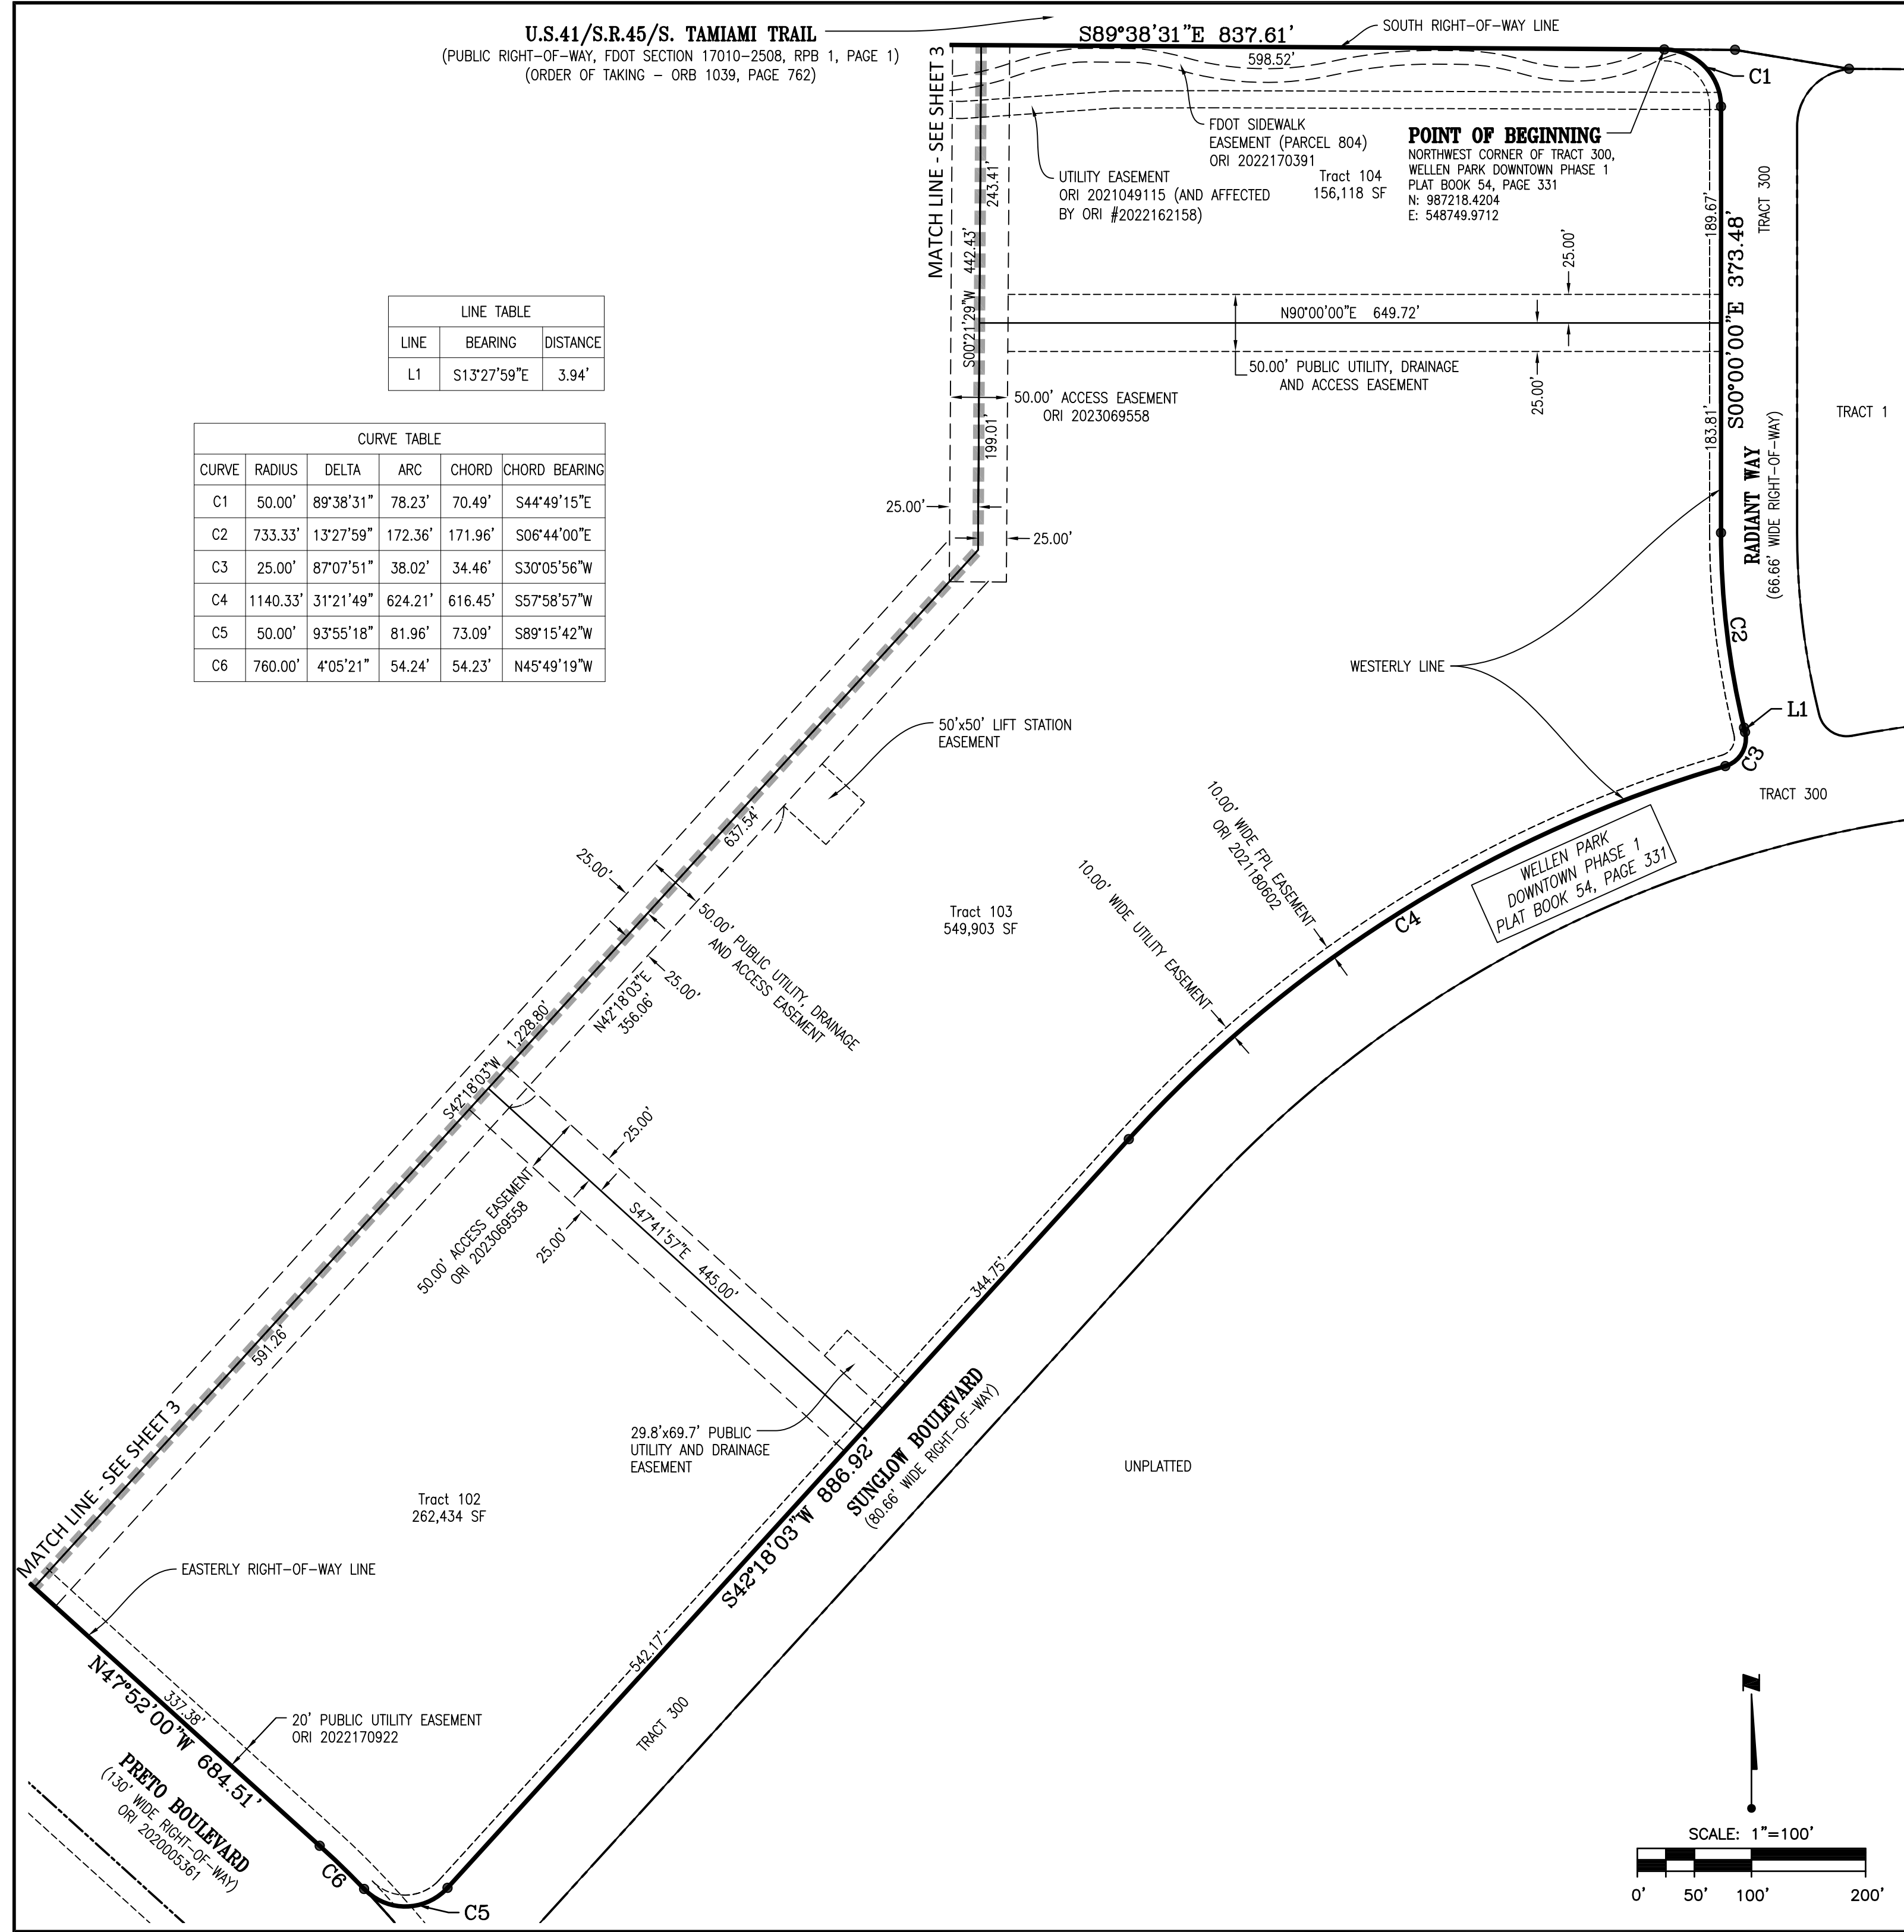 U.S.41/S.R.45/S. TAMIAMI TRAIL
(PUBLIC RIGHT-OF-WAY, FDOT SECTION 17010-2508, RPB 1, PAGE 1)
(ORDER OF TAKING - ORB 1039, PAGE 762)
S89°38'31"E 837.61'
SOUTH RIGHT-OF-WAY LINE
598.52'
C1
MATCH LINE - SEE SHEET 3
FDOT SIDEWALK
EASEMENT (PARCEL 804)
ORI 2022170391
POINT OF BEGINNING
NORTHWEST CORNER OF TRACT 300,
WELLEN PARK DOWNTOWN PHASE 1
PLAT BOOK 54, PAGE 331
N: 987218.4204
E: 548749.9712
UTILITY EASEMENT
ORI 2021049115 (AND AFFECTED
BY ORI #2022162158)
Tract 104
156,118 SF
243.41'
S00°21'29"W 442.43'
199.01'
189.67'
S00°00'00"E 373.48'
183.81'
TRACT 300
25.00'
N90°00'00"E 649.72'
50.00' PUBLIC UTILITY, DRAINAGE
AND ACCESS EASEMENT
25.00'
50.00' ACCESS EASEMENT
ORI 2023069558
RADIANT WAY
(66.66' WIDE RIGHT-OF-WAY)
TRACT 1
LINE TABLE
LINE BEARING DISTANCE
L1 S13°27'59"E 3.94'
CURVE TABLE
CURVE RADIUS DELTA ARC CHORD CHORD BEARING
C1 50.00' 89°38'31" 78.23' 70.49' S44°49'15"E
C2 733.33' 13°27'59" 172.36' 171.96' S06°44'00"E
C3 25.00' 87°07'51" 38.02' 34.46' S30°05'56"W
C4 1140.33' 31°21'49" 624.21' 616.45' S57°58'57"W
C5 50.00' 93°55'18" 81.96' 73.09' S89°15'42"W
C6 760.00' 4°05'21" 54.24' 54.23' N45°49'19"W
25.00'
25.00'
C2
WESTERLY LINE
L1
C3
TRACT 300
50'x50' LIFT STATION
EASEMENT
637.54'
25.00'
50.00' PUBLIC UTILITY, DRAINAGE
AND ACCESS EASEMENT
25.00'
N42°18'03"E
356.06'
S42°18'03"W 1,228.80'
Tract 103
549,903 SF
10.00' WIDE FPL EASEMENT
ORI 2021180602
10.00' WIDE UTILITY EASEMENT
C4
WELLEN PARK
DOWNTOWN PHASE 1
PLAT BOOK 54, PAGE 331
25.00'
50.00' ACCESS EASEMENT
ORI 2023069558
25.00'
S47°41'57"E 445.00'
591.26'
344.75'
29.8'x69.7' PUBLIC
UTILITY AND DRAINAGE
EASEMENT
S42°18'03"W 886.92'
SUNGLOW BOULEVARD
(80.66' WIDE RIGHT-OF-WAY)
UNPLATTED
MATCH LINE - SEE SHEET 3
Tract 102
262,434 SF
EASTERLY RIGHT-OF-WAY LINE
542.17'
TRACT 300
337.38'
N47°52'00"W 684.51'
20' PUBLIC UTILITY EASEMENT
ORI 2022170922
PRETO BOULEVARD
(130' WIDE RIGHT-OF-WAY)
ORI 2020005361
C6
C5
N
SCALE: 1"=100'
0' 50' 100' 200'